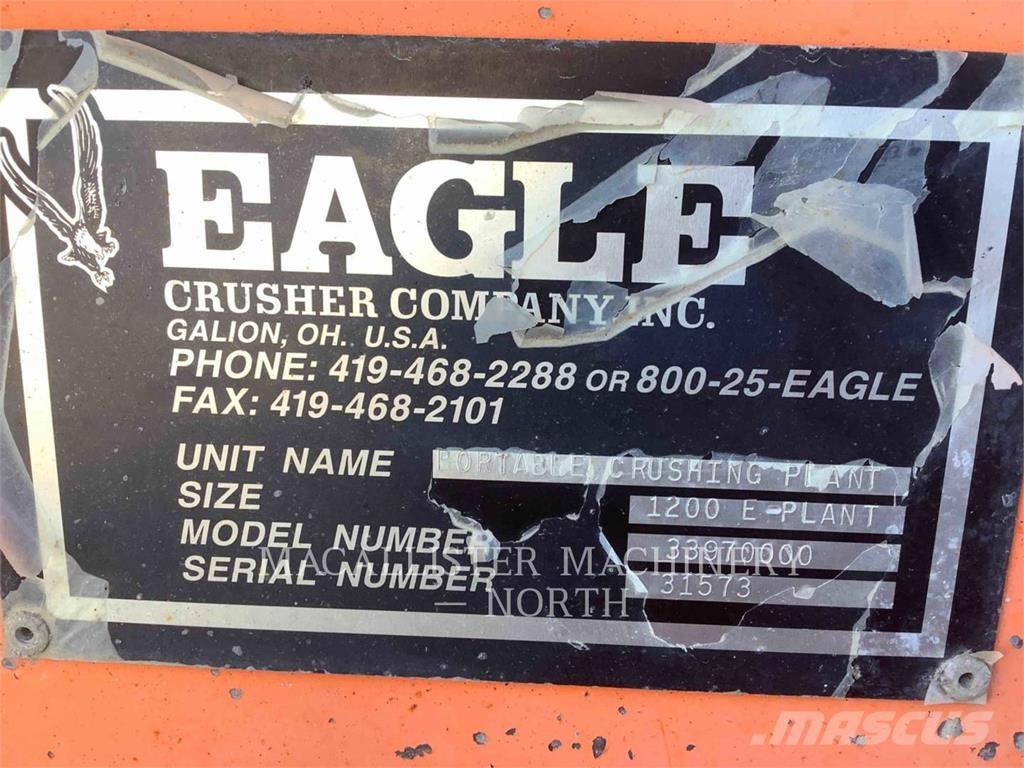 EAGLE
CRUSHER COMPANY, INC.
GALION, OH. U.S.A.
PHONE: 419-468-2288 OR 800-25-EAGLE
FAX: 419-468-2101
UNIT NAME PORTABLE CRUSHING PLANT
SIZE 1200 E-PLANT
MODEL NUMBER 33970000
SERIAL NUMBER 31573
MACALLISTER MACHINERY
— NORTH —
MASCUS